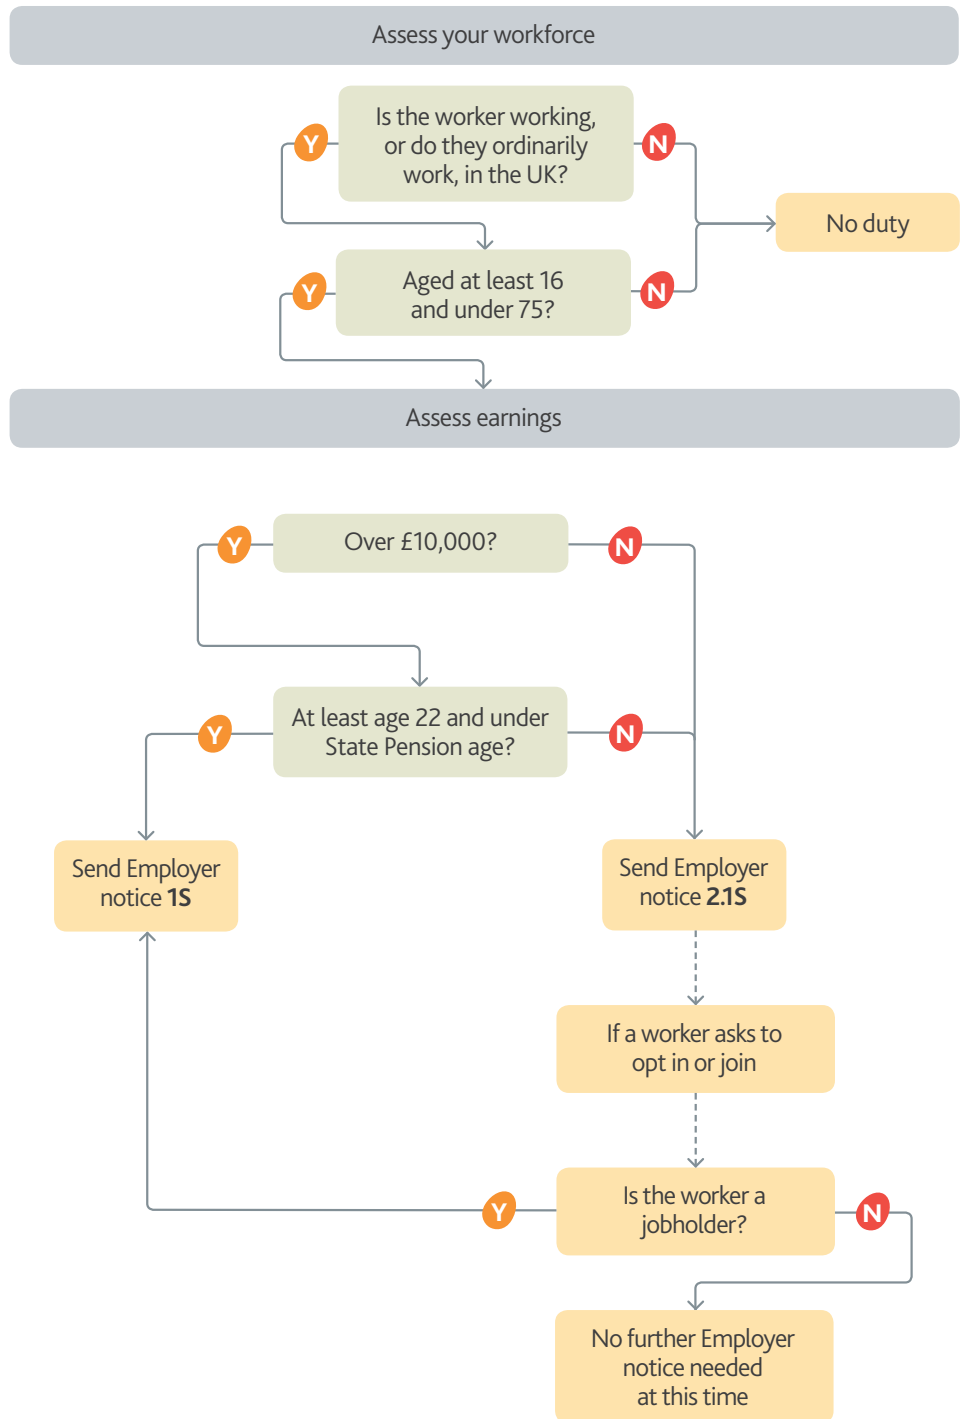 Assess your workforce
Is the worker working,
or do they ordinarily
work, in the UK?
Y
N
No duty
Aged at least 16
and under 75?
Y
N
Assess earnings
Over £10,000?
Y
N
At least age 22 and under
State Pension age?
Y
N
Send Employer
notice 1S
Send Employer
notice 2.1S
If a worker asks to
opt in or join
Is the worker a
jobholder?
Y
N
No further Employer
notice needed
at this time